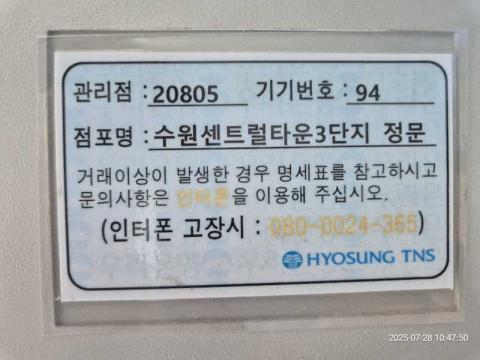 관리점 : 20805 기기번호 : 94
점포명 : 수원센트럴타운3단지 정문
거래이상이 발생한 경우 명세표를 참고하시고
문의사항은 인터폰을 이용해 주십시오.
(인터폰 고장시 : 080-0024-365)
HYOSUNG TNS
2025-07-28 10:47:50